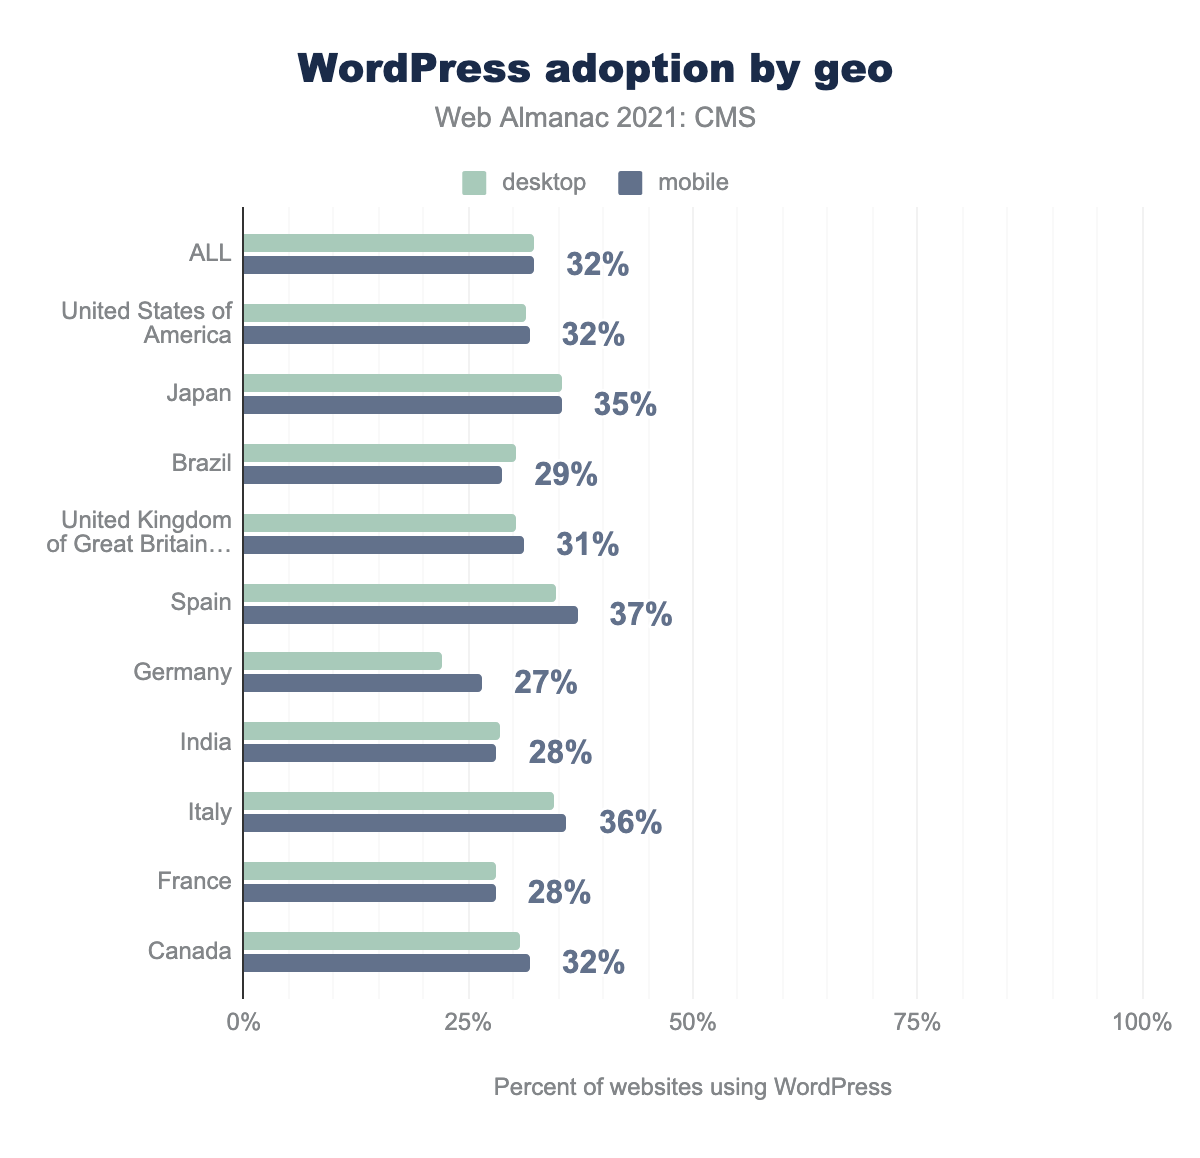 WordPress adoption by geo
Web Almanac 2021: CMS
desktop mobile
ALL 32%
United States of
America 32%
Japan 35%
Brazil 29%
United Kingdom
of Great Britain… 31%
Spain 37%
Germany 27%
India 28%
Italy 36%
France 28%
Canada 32%
0% 25% 50% 75% 100%
Percent of websites using WordPress